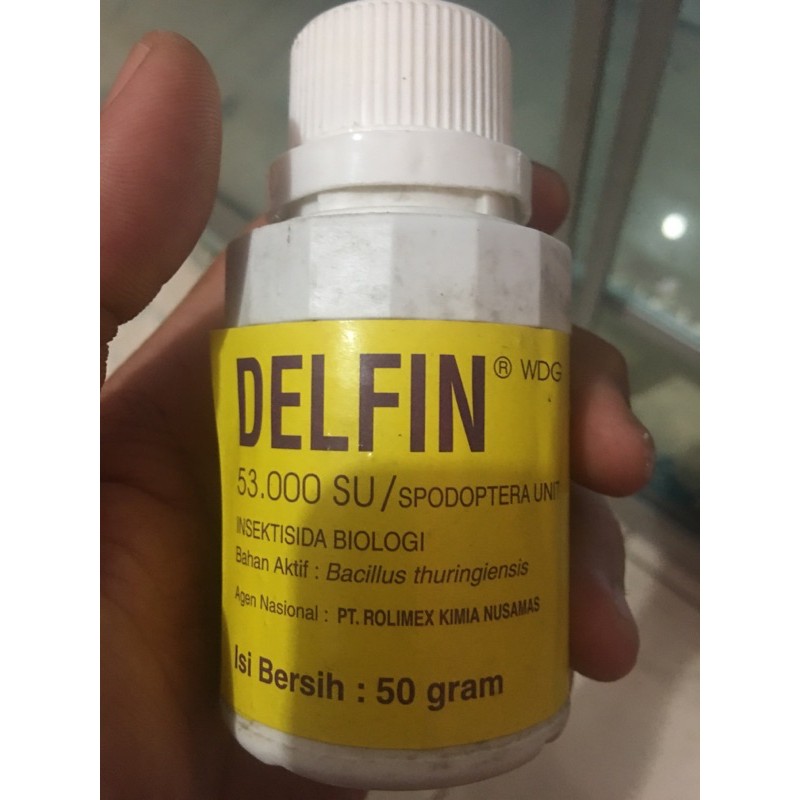 DELFIN ® WDG
53.000 SU/SPODOPTERA UNIT
INSEKTISIDA BIOLOGI
Bahan Aktif : Bacillus thuringiensis
Agen Nasional : PT. ROLIMEX KIMIA NUSAMAS
Isi Bersih : 50 gram